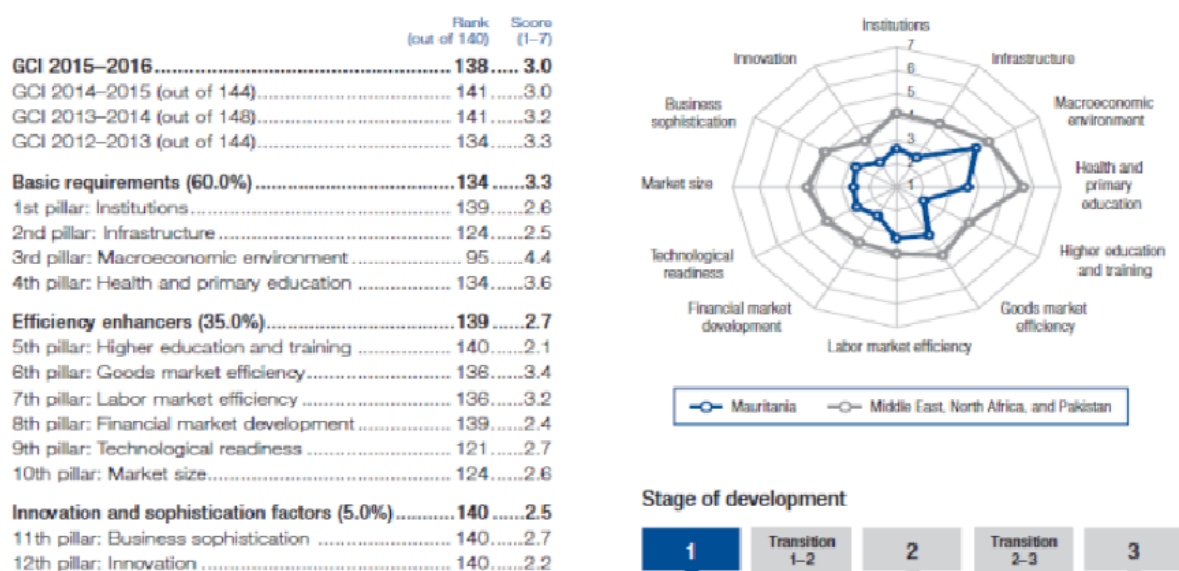 Rank Score
(out of 140) (1–7)
GCI 2015–2016 138 3.0
GCI 2014–2015 (out of 144) 141 3.0
GCI 2013–2014 (out of 148) 141 3.2
GCI 2012–2013 (out of 144) 134 3.3
Basic requirements (60.0%) 134 3.3
1st pillar: Institutions 139 2.6
2nd pillar: Infrastructure 124 2.5
3rd pillar: Macroeconomic environment 95 4.4
4th pillar: Health and primary education 134 3.6
Efficiency enhancers (35.0%) 139 2.7
5th pillar: Higher education and training 140 2.1
6th pillar: Goods market efficiency 136 3.4
7th pillar: Labor market efficiency 136 3.2
8th pillar: Financial market development 139 2.4
9th pillar: Technological readiness 121 2.7
10th pillar: Market size 124 2.6
Innovation and sophistication factors (5.0%) 140 2.5
11th pillar: Business sophistication 140 2.7
12th pillar: Innovation 140 2.2
Institutions
Infrastructure
Macroeconomic
environment
Health and
primary
education
Higher education
and training
Goods market
efficiency
Labor market efficiency
Financial market
development
Technological
readiness
Market size
Business
sophistication
Innovation
7
6
5
4
3
2
1
Mauritania Middle East, North Africa, and Pakistan
Stage of development
1 Transition 1–2 2 Transition 2–3 3